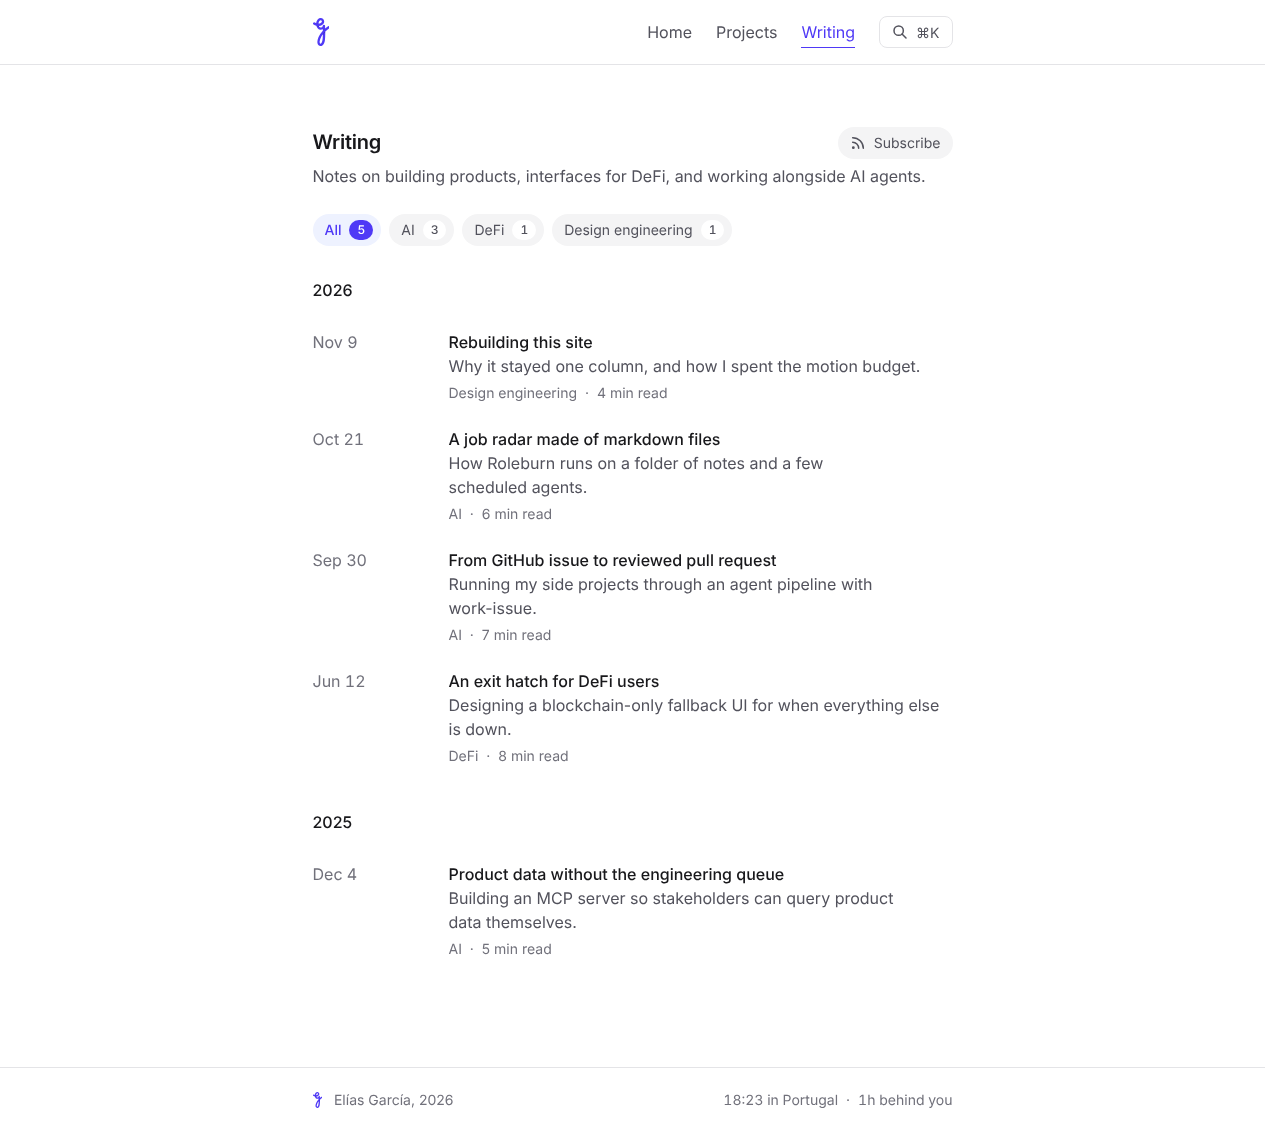 Home Projects Writing ⌘K
Writing
Subscribe
Notes on building products, interfaces for DeFi, and working alongside AI agents.
All 5 AI 3 DeFi 1 Design engineering 1
2026
Nov 9
Rebuilding this site
Why it stayed one column, and how I spent the motion budget.
Design engineering · 4 min read
Oct 21
A job radar made of markdown files
How Roleburn runs on a folder of notes and a few
scheduled agents.
AI · 6 min read
Sep 30
From GitHub issue to reviewed pull request
Running my side projects through an agent pipeline with
work-issue.
AI · 7 min read
Jun 12
An exit hatch for DeFi users
Designing a blockchain-only fallback UI for when everything else
is down.
DeFi · 8 min read
2025
Dec 4
Product data without the engineering queue
Building an MCP server so stakeholders can query product
data themselves.
AI · 5 min read
Elías García, 2026
18:23 in Portugal · 1h behind you